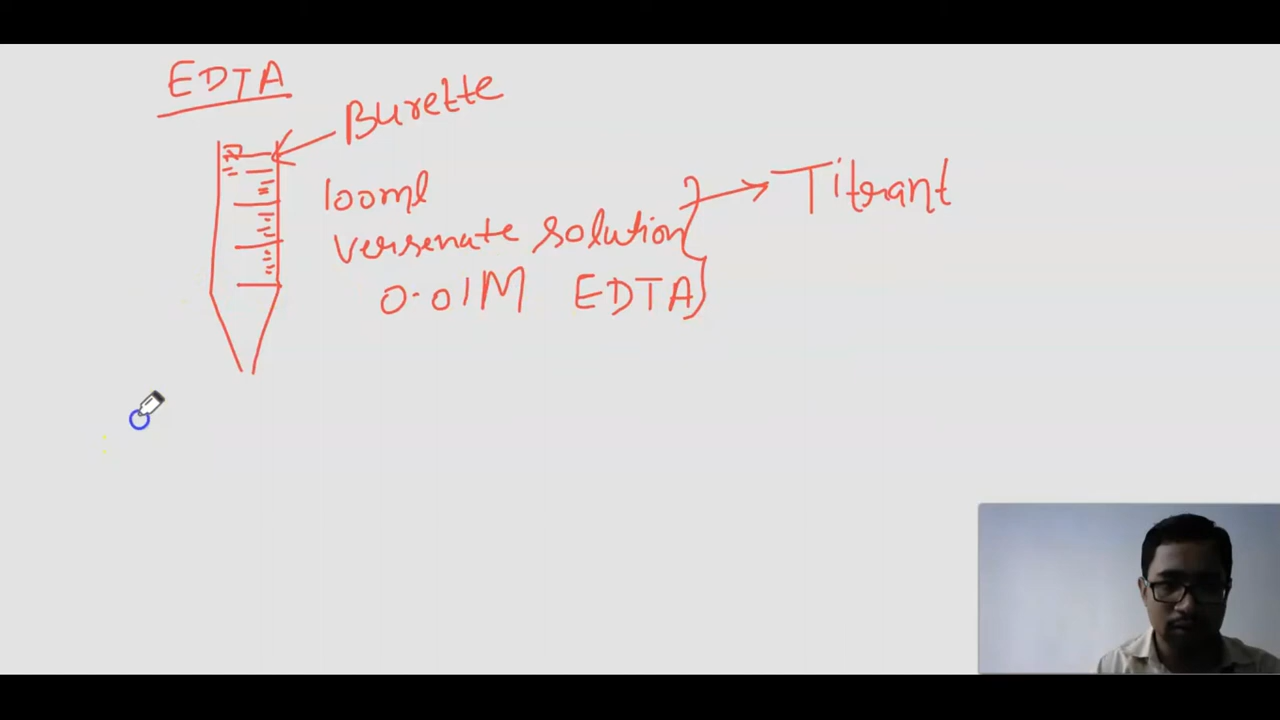 EDTA
Burette
100ml
versenate solution
0.01M EDTA
Titrant